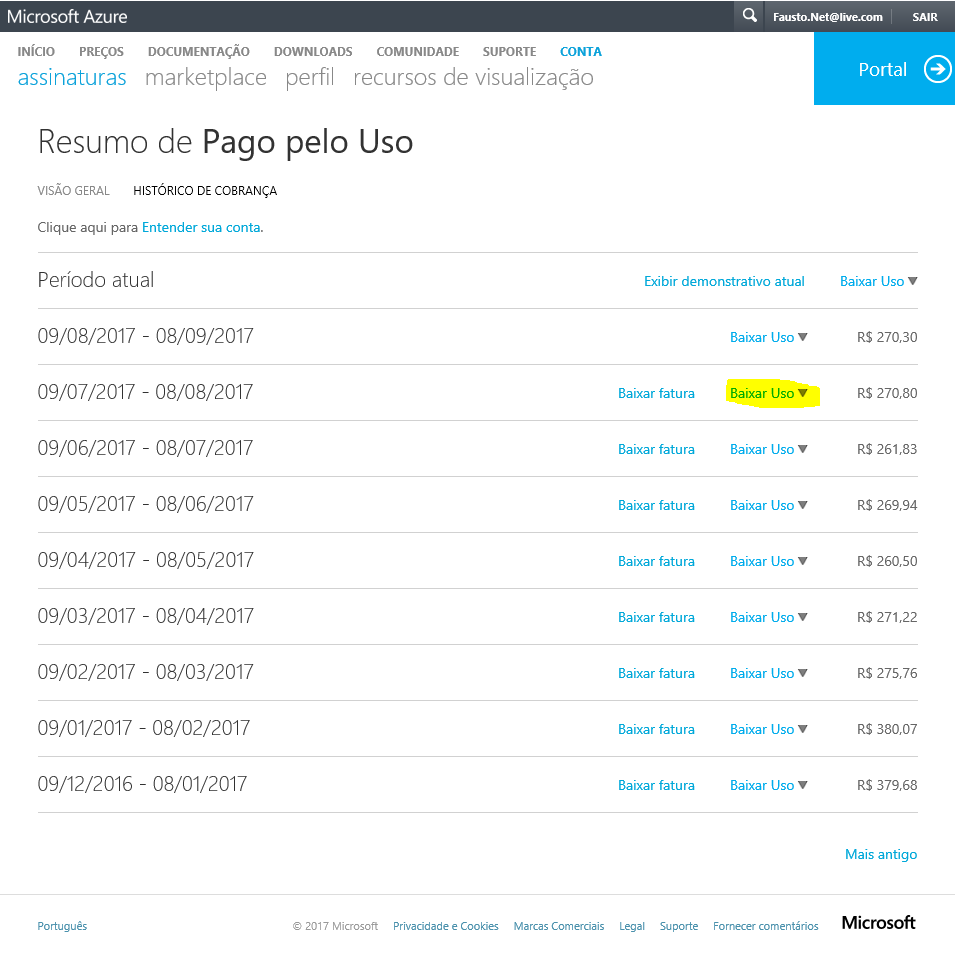 Microsoft Azure Fausto.Net@live.com SAIR
INÍCIO PREÇOS DOCUMENTAÇÃO DOWNLOADS COMUNIDADE SUPORTE CONTA
assinaturas marketplace perfil recursos de visualização
Portal
Resumo de Pago pelo Uso
VISÃO GERAL HISTÓRICO DE COBRANÇA
Clique aqui para Entender sua conta.
Período atual Exibir demonstrativo atual Baixar Uso
09/08/2017 - 08/09/2017 Baixar Uso R$ 270,30
09/07/2017 - 08/08/2017 Baixar fatura Baixar Uso R$ 270,80
09/06/2017 - 08/07/2017 Baixar fatura Baixar Uso R$ 261,83
09/05/2017 - 08/06/2017 Baixar fatura Baixar Uso R$ 269,94
09/04/2017 - 08/05/2017 Baixar fatura Baixar Uso R$ 260,50
09/03/2017 - 08/04/2017 Baixar fatura Baixar Uso R$ 271,22
09/02/2017 - 08/03/2017 Baixar fatura Baixar Uso R$ 275,76
09/01/2017 - 08/02/2017 Baixar fatura Baixar Uso R$ 380,07
09/12/2016 - 08/01/2017 Baixar fatura Baixar Uso R$ 379,68
Mais antigo
Português © 2017 Microsoft Privacidade e Cookies Marcas Comerciais Legal Suporte Fornecer comentários Microsoft